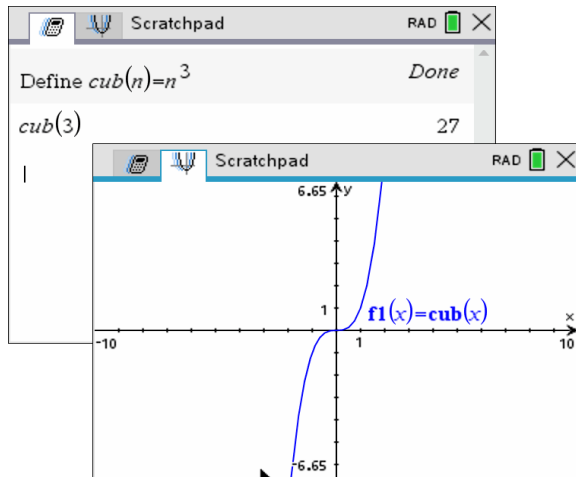 Scratchpad RAD
Define cub(n)=n³ Done
cub(3) 27
Scratchpad RAD
6.65 y
1 f1(x)=cub(x)
x
-10 1 10
-6.65